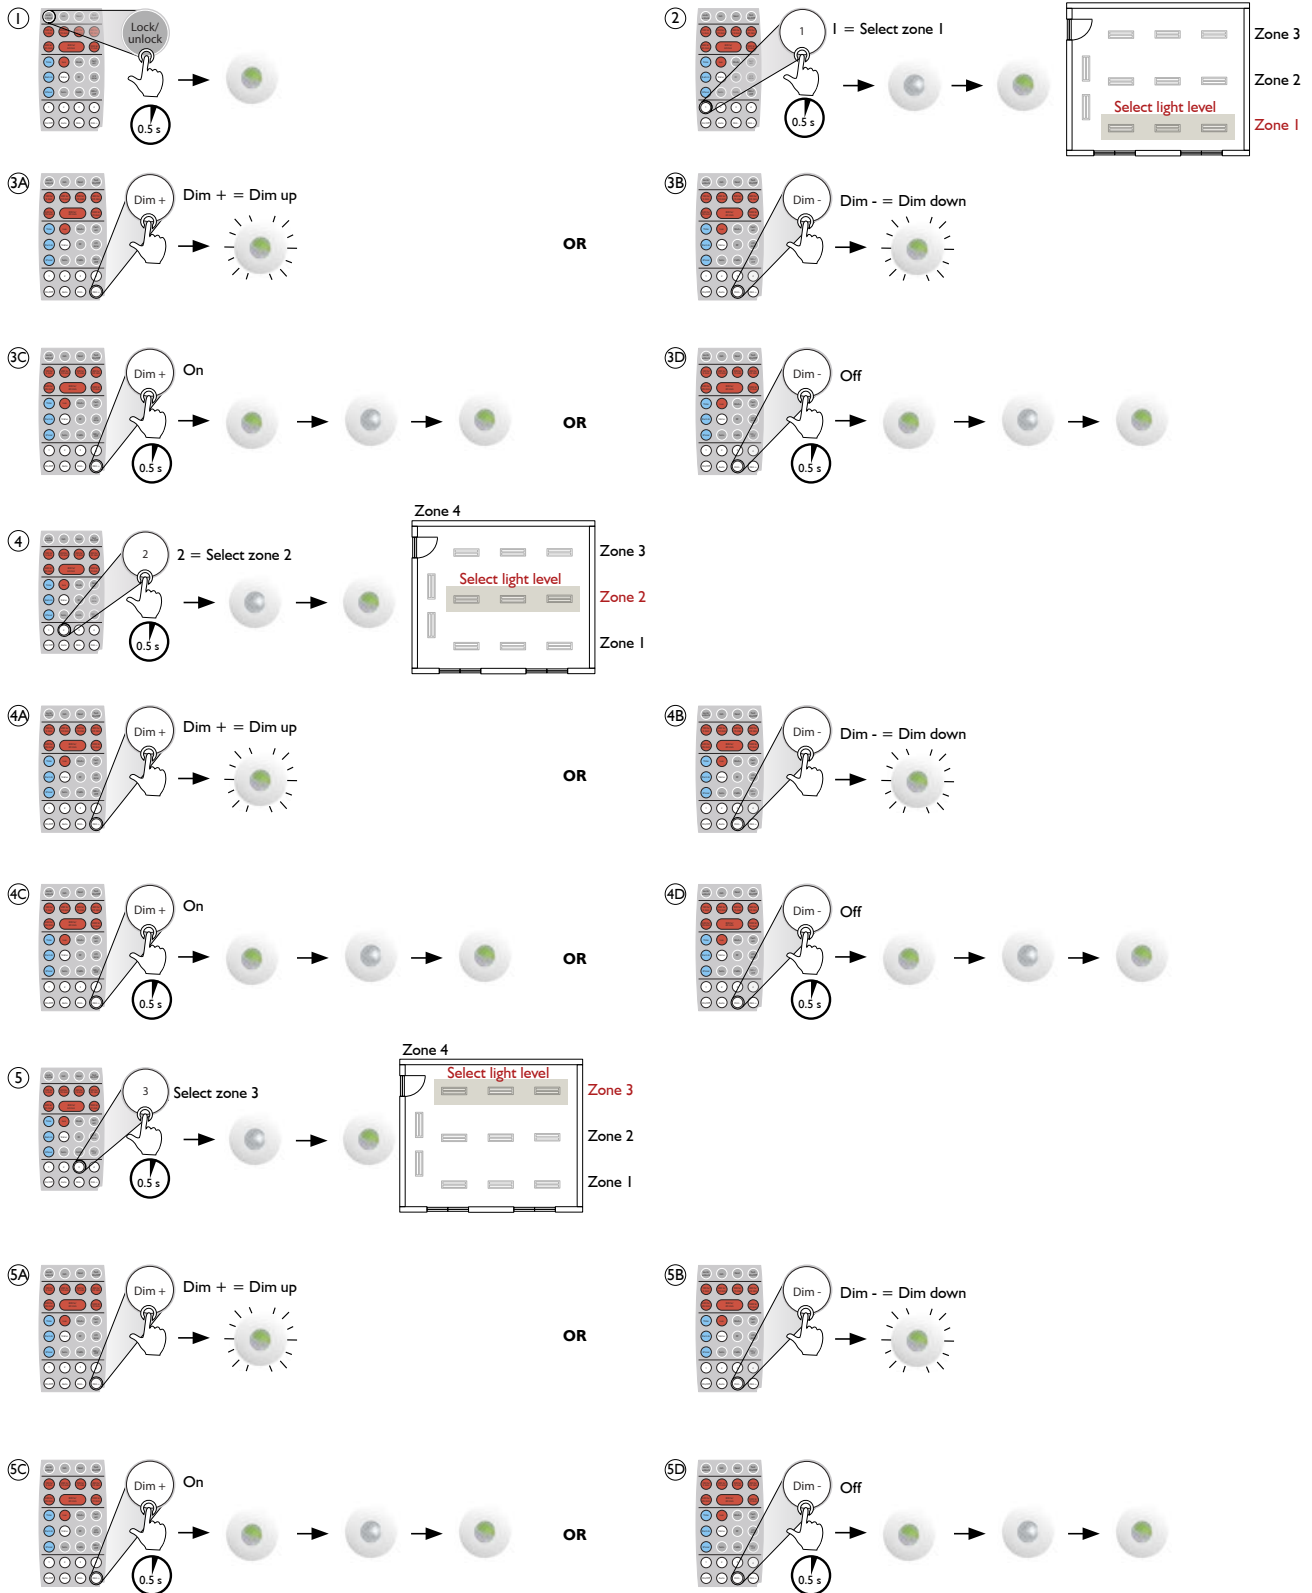 1
Lock/
unlock
0.5 s
2
1
1 = Select zone 1
0.5 s
Zone 3
Zone 2
Select light level
Zone 1
3A
Dim +
Dim + = Dim up
OR
3B
Dim -
Dim - = Dim down
3C
Dim +
On
0.5 s
OR
3D
Dim -
Off
0.5 s
4
2
2 = Select zone 2
0.5 s
Zone 4
Zone 3
Select light level
Zone 2
Zone 1
4A
Dim +
Dim + = Dim up
OR
4B
Dim -
Dim - = Dim down
4C
Dim +
On
0.5 s
OR
4D
Dim -
Off
0.5 s
5
3
Select zone 3
0.5 s
Zone 4
Select light level
Zone 3
Zone 2
Zone 1
5A
Dim +
Dim + = Dim up
OR
5B
Dim -
Dim - = Dim down
5C
Dim +
On
0.5 s
OR
5D
Dim -
Off
0.5 s